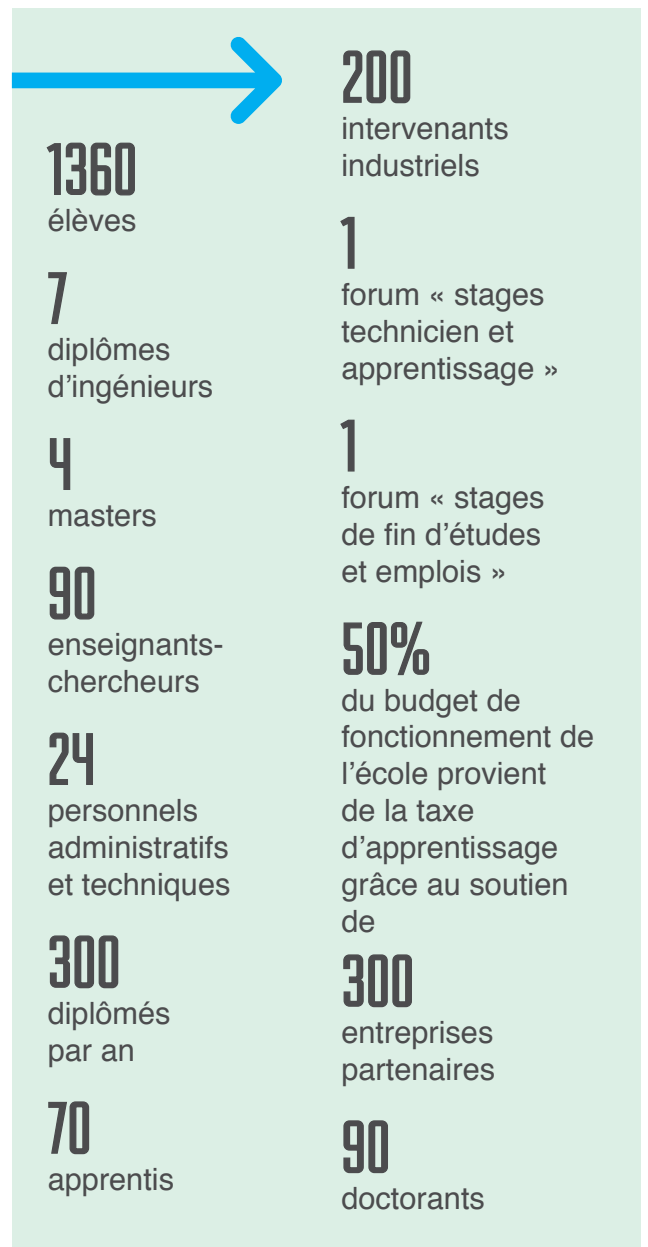 1360
élèves
7
diplômes
d’ingénieurs
4
masters
90
enseignants-
chercheurs
24
personnels
administratifs
et techniques
300
diplômés
par an
70
apprentis
200
intervenants
industriels
1
forum « stages
technicien et
apprentissage »
1
forum « stages
de fin d’études
et emplois »
50%
du budget de
fonctionnement de
l’école provient
de la taxe
d’apprentissage
grâce au soutien
de
300
entreprises
partenaires
90
doctorants